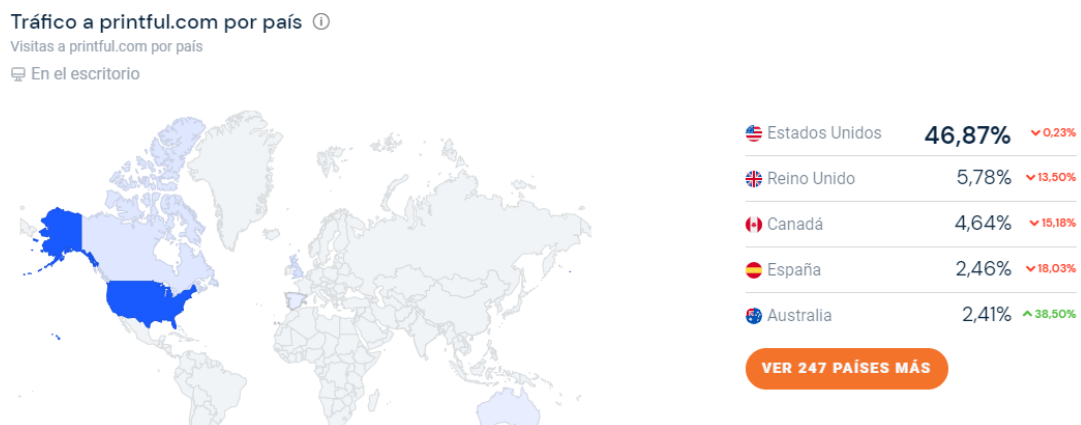 Tráfico a printful.com por país
Visitas a printful.com por país
En el escritorio
Estados Unidos 46,87% 0,23%
Reino Unido 5,78% 13,50%
Canadá 4,64% 15,18%
España 2,46% 18,03%
Australia 2,41% 38,50%
VER 247 PAÍSES MÁS